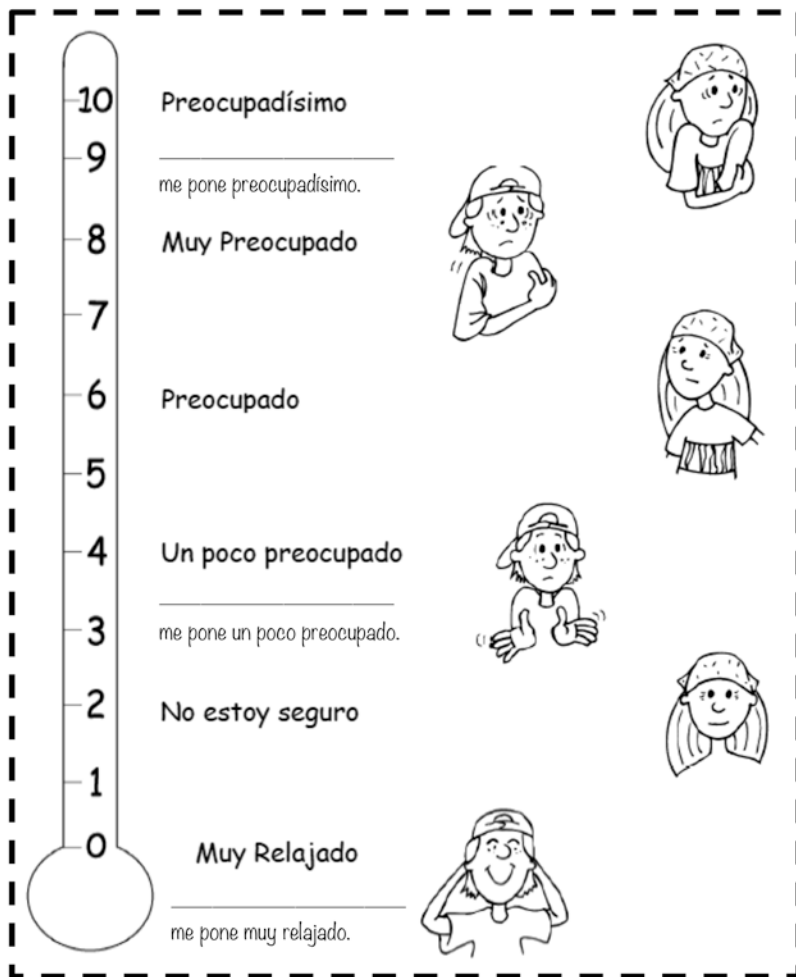 10 Preocupadísimo
9
me pone preocupadísimo.
8 Muy Preocupado
7
6 Preocupado
5
4 Un poco preocupado
3 me pone un poco preocupado.
2 No estoy seguro
1
0 Muy Relajado
me pone muy relajado.